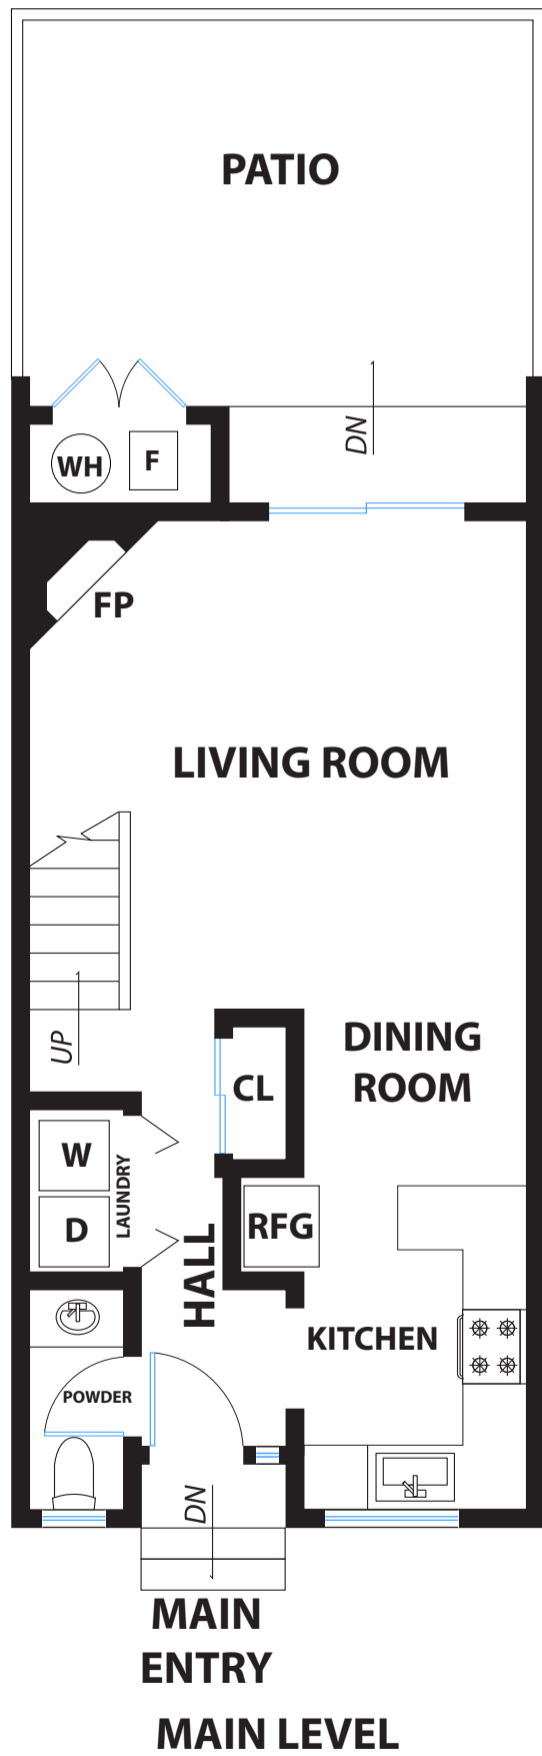 PATIO
DN
WH
F
FP
LIVING ROOM
UP
DINING
ROOM
CL
W
LAUNDRY
D
RFG
HALL
KITCHEN
POWDER
DN
MAIN
ENTRY
MAIN LEVEL